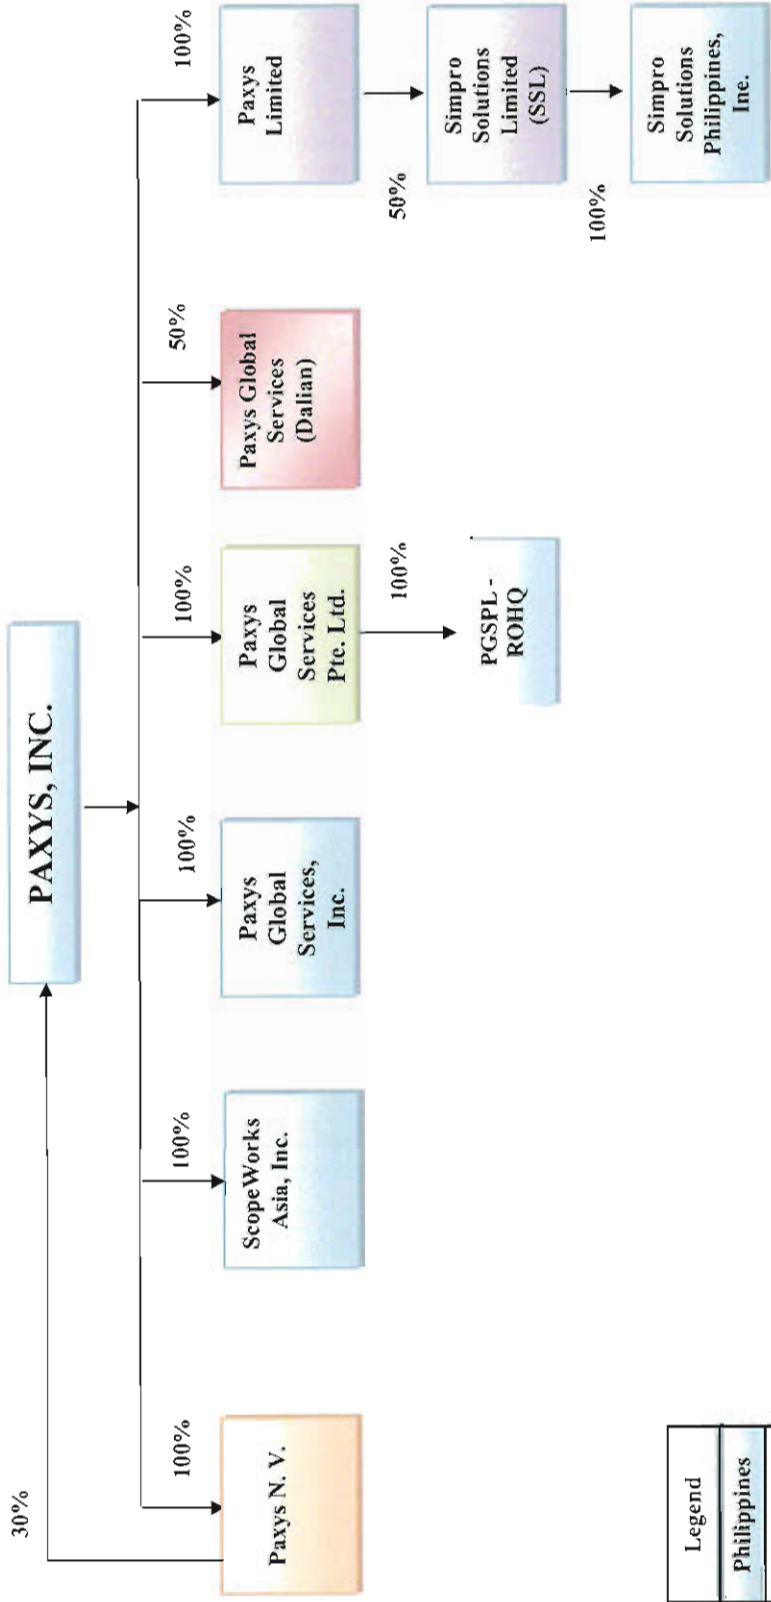 PAXYS, INC.
30%
100%
100%
100%
100%
50%
100%
Paxys N. V.
ScopeWorks
Asia, Inc.
Paxys
Global
Services,
Inc.
Paxys
Global
Services
Pte. Ltd.
Paxys Global
Services
(Dalian)
Paxys
Limited
100%
50%
PGSPL -
ROHQ
Simpro
Solutions
Limited
(SSL)
100%
Simpro
Solutions
Philippines,
Ine.
Legend
Philippines